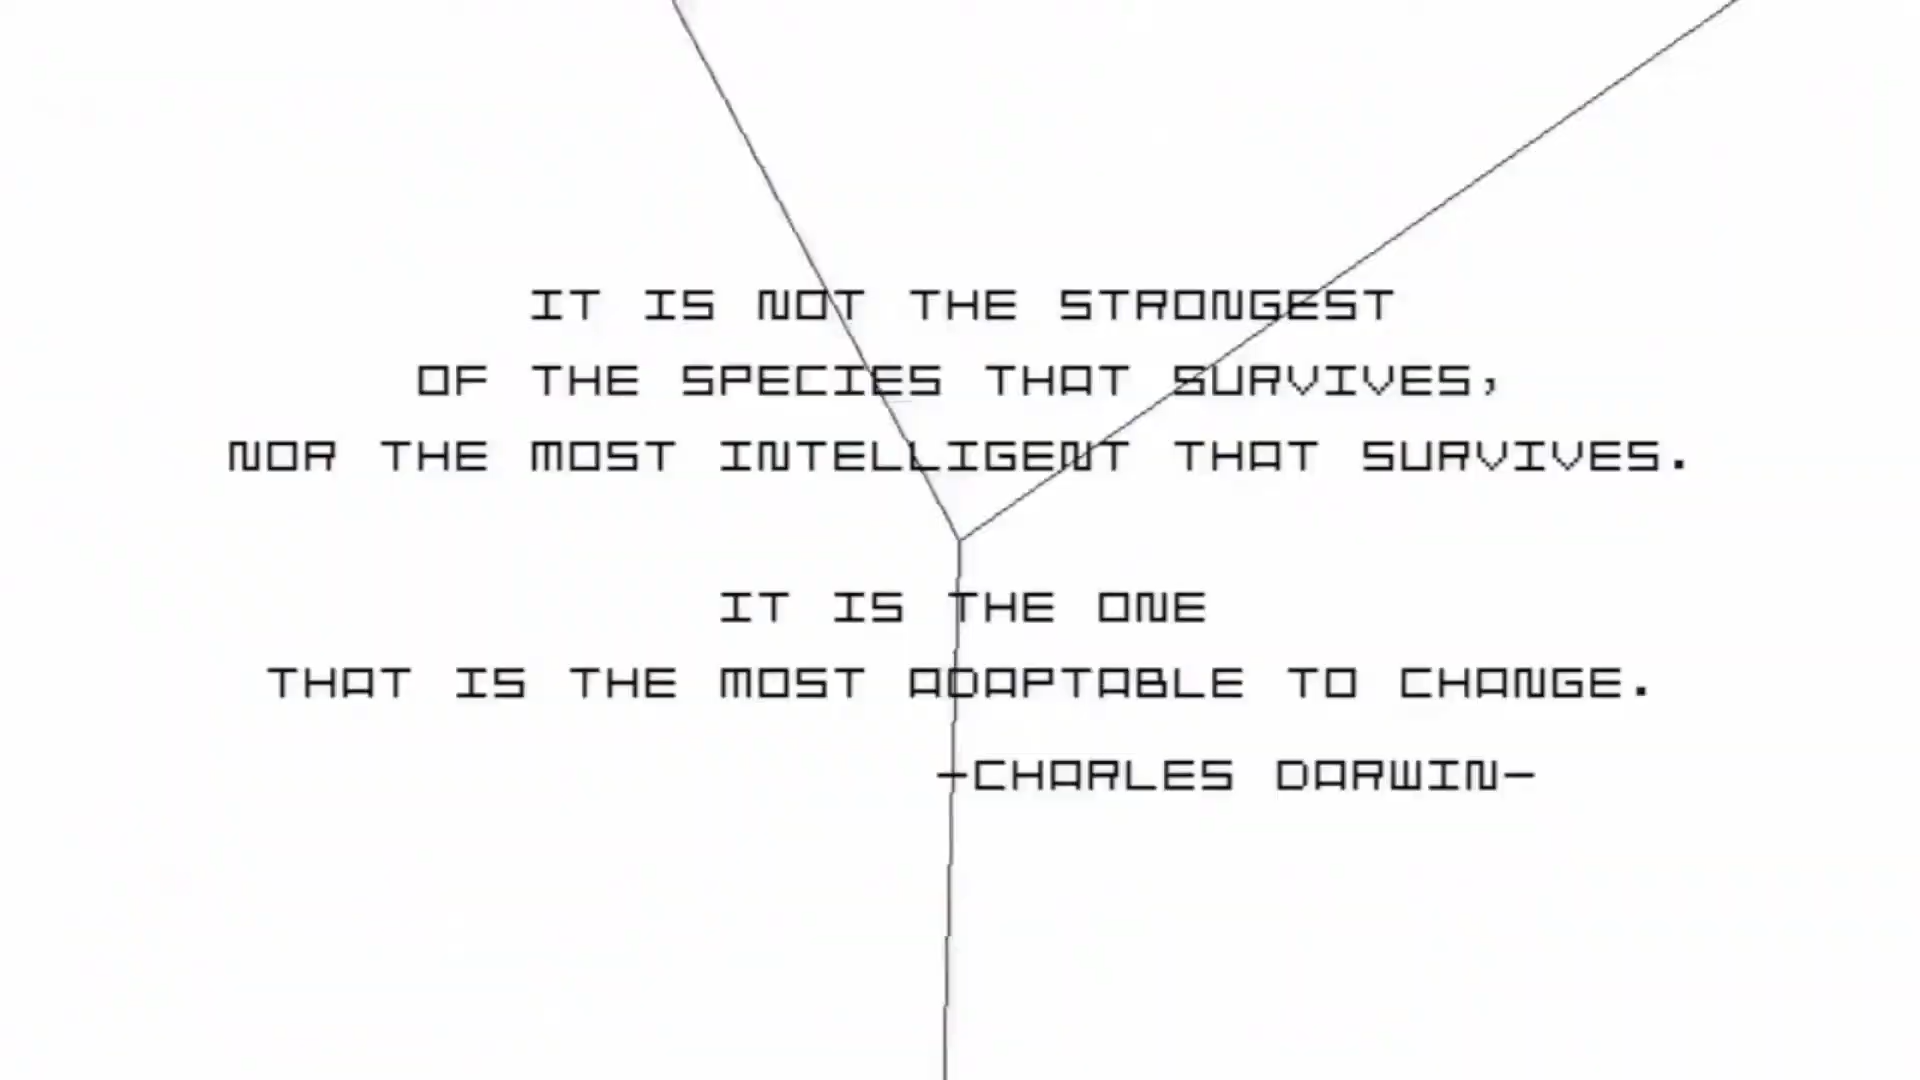 IT IS NOT THE STRONGEST
OF THE SPECIES THAT SURVIVES,
NOR THE MOST INTELLIGENT THAT SURVIVES.
IT IS THE ONE
THAT IS THE MOST ADAPTABLE TO CHANGE.
-CHARLES DARWIN-